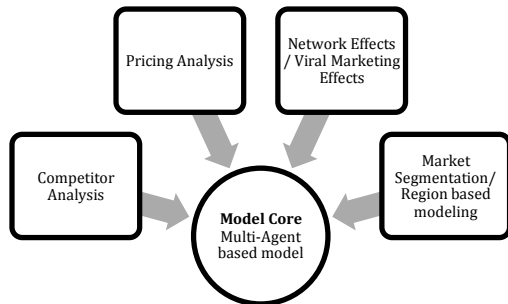 Pricing Analysis
Network Effects
/ Viral Marketing
Effects
Competitor
Analysis
Market
Segmentation/
Region based
modeling
Model Core
Multi-Agent
based model